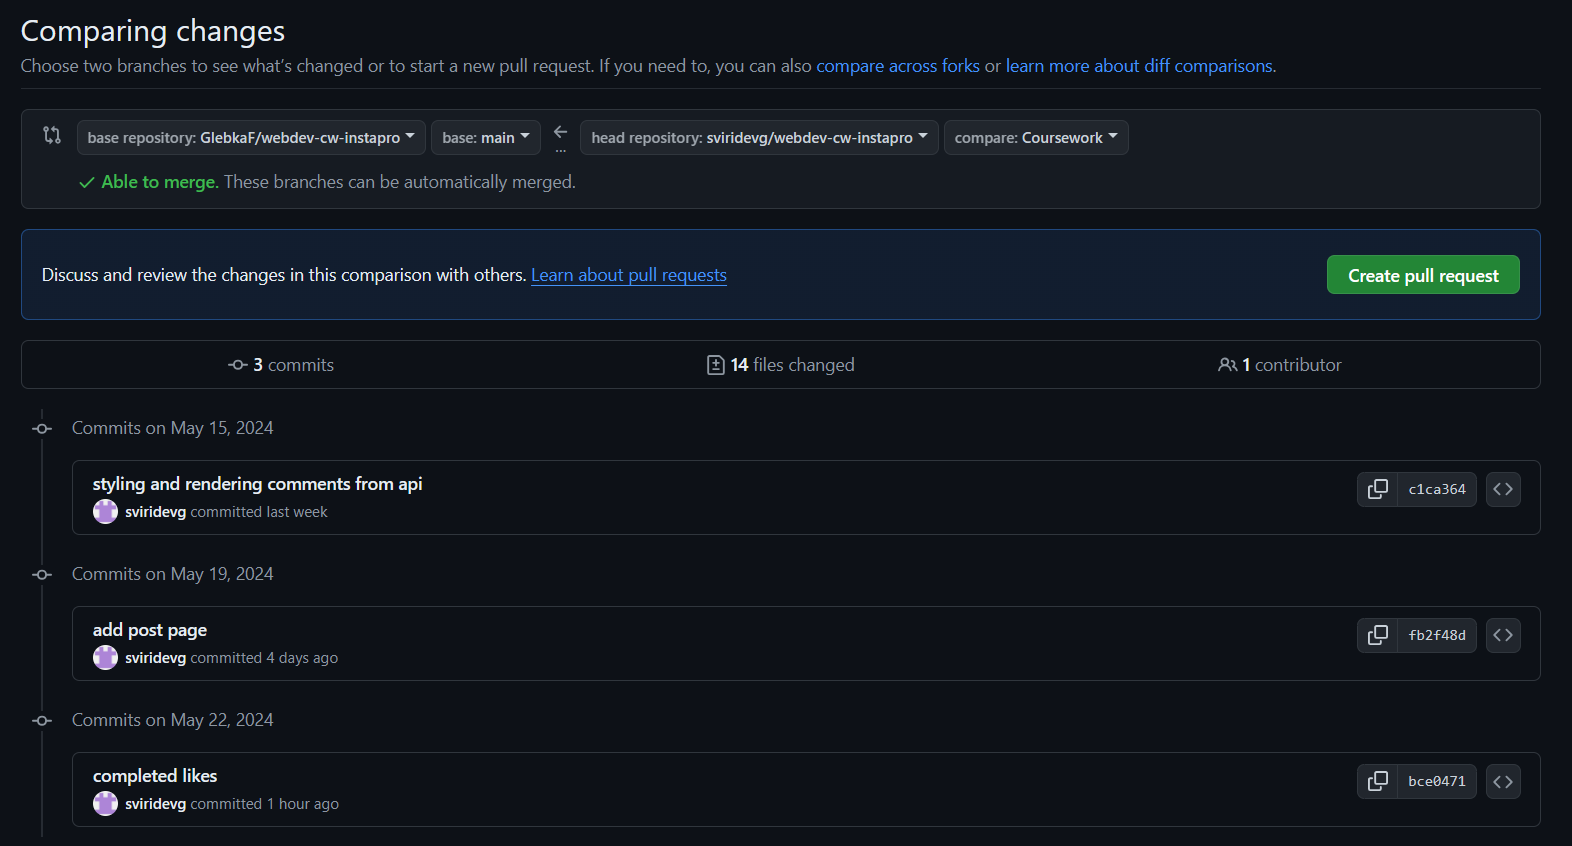 Comparing changes
Choose two branches to see what's changed or to start a new pull request. If you need to, you can also compare across forks or learn more about diff comparisons.
base repository: GlebkaF/webdev-cw-instapro base: main ... head repository: sviridevg/webdev-cw-instapro compare: Coursework
Able to merge. These branches can be automatically merged.
Discuss and review the changes in this comparison with others. Learn about pull requests Create pull request
3 commits 14 files changed 1 contributor
Commits on May 15, 2024
styling and rendering comments from api c1ca364
sviridevg committed last week
Commits on May 19, 2024
add post page fb2f48d
sviridevg committed 4 days ago
Commits on May 22, 2024
completed likes bce0471
sviridevg committed 1 hour ago